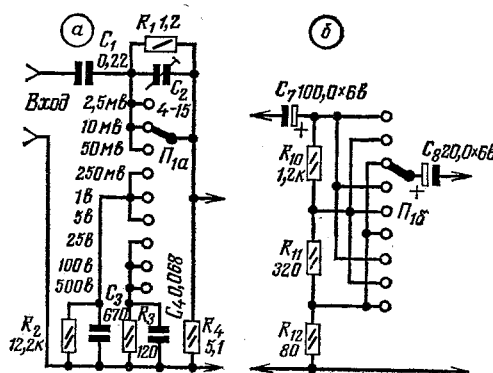 а
R₁ 1,2
б
C₁
0,22
C₂
4-15
C₇ 100,0×6в
Вход
2,5мв
10 мв
50мв
П₁а
R₁₀
1,2к
C₈ 20,0×6в
П₁б
250мв
1в
5в
25в
100в
500в
R₁₁
320
C₃
670
C₄ 0,068
R₂
12,2к
R₃
120
R₄
5,1
R₁₂
80